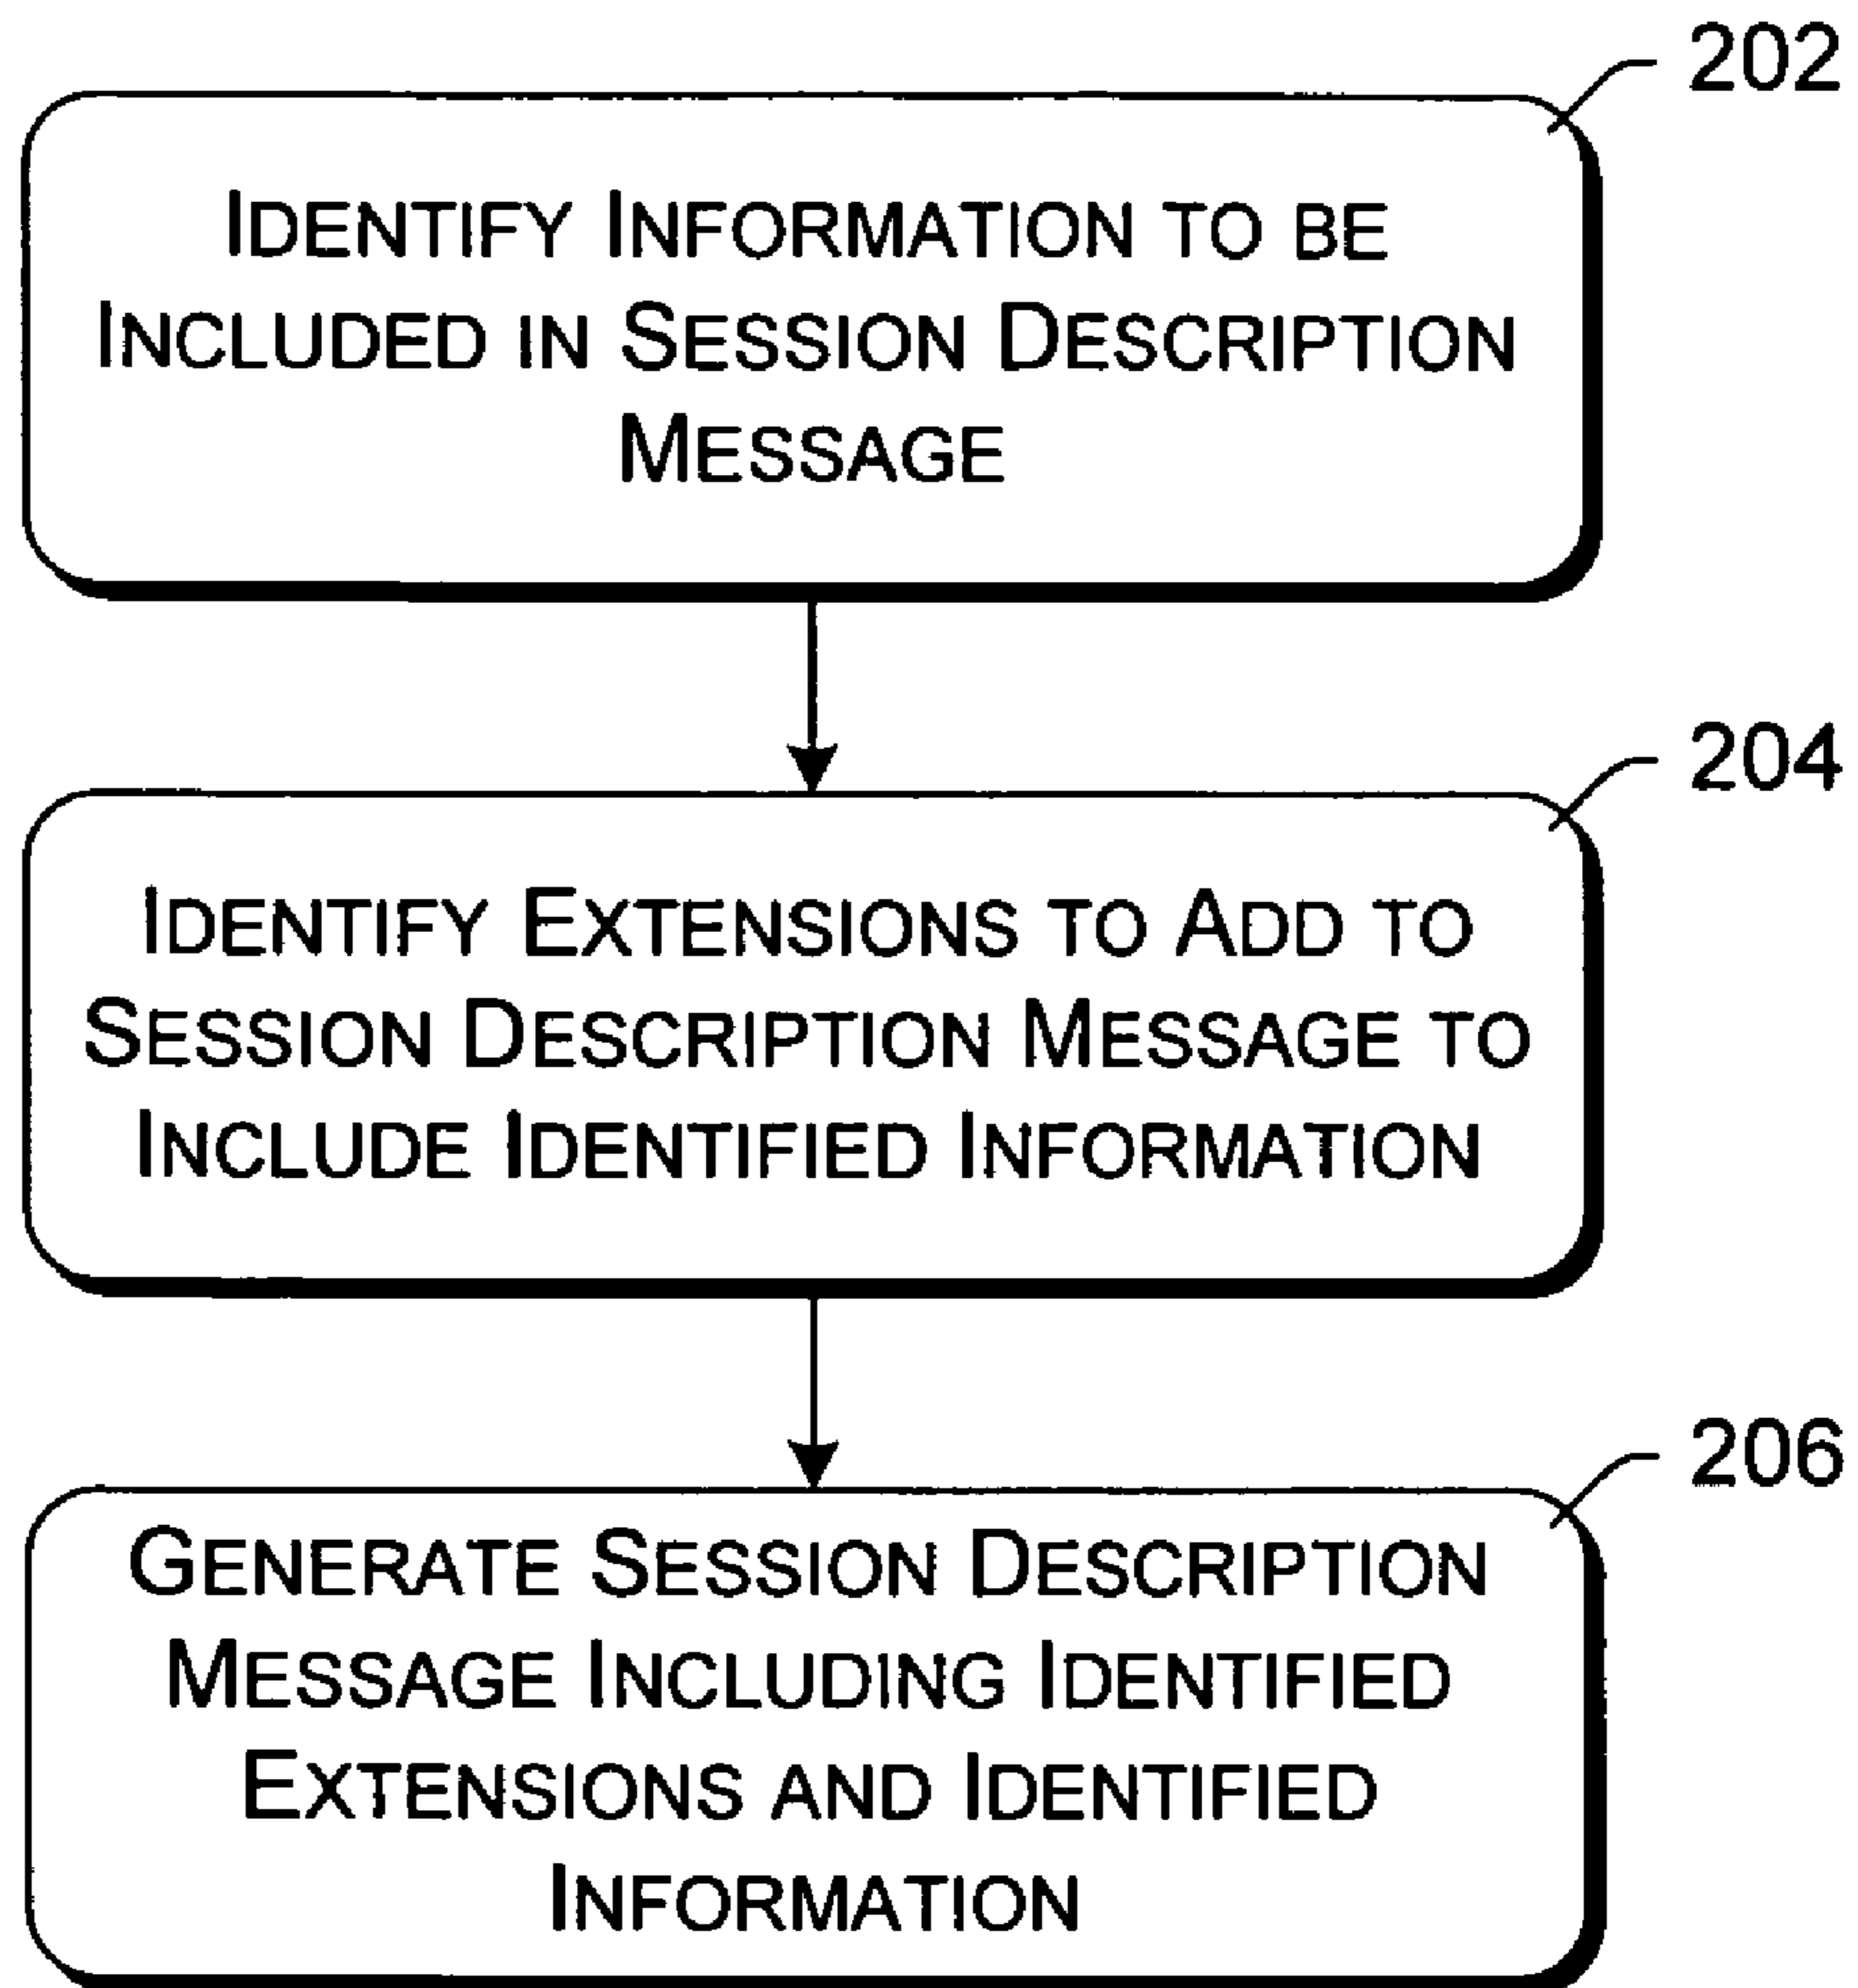 202
IDENTIFY INFORMATION TO BE
INCLUDED IN SESSION DESCRIPTION
MESSAGE
204
IDENTIFY EXTENSIONS TO ADD TO
SESSION DESCRIPTION MESSAGE TO
INCLUDE IDENTIFIED INFORMATION
206
GENERATE SESSION DESCRIPTION
MESSAGE INCLUDING IDENTIFIED
EXTENSIONS AND IDENTIFIED
INFORMATION